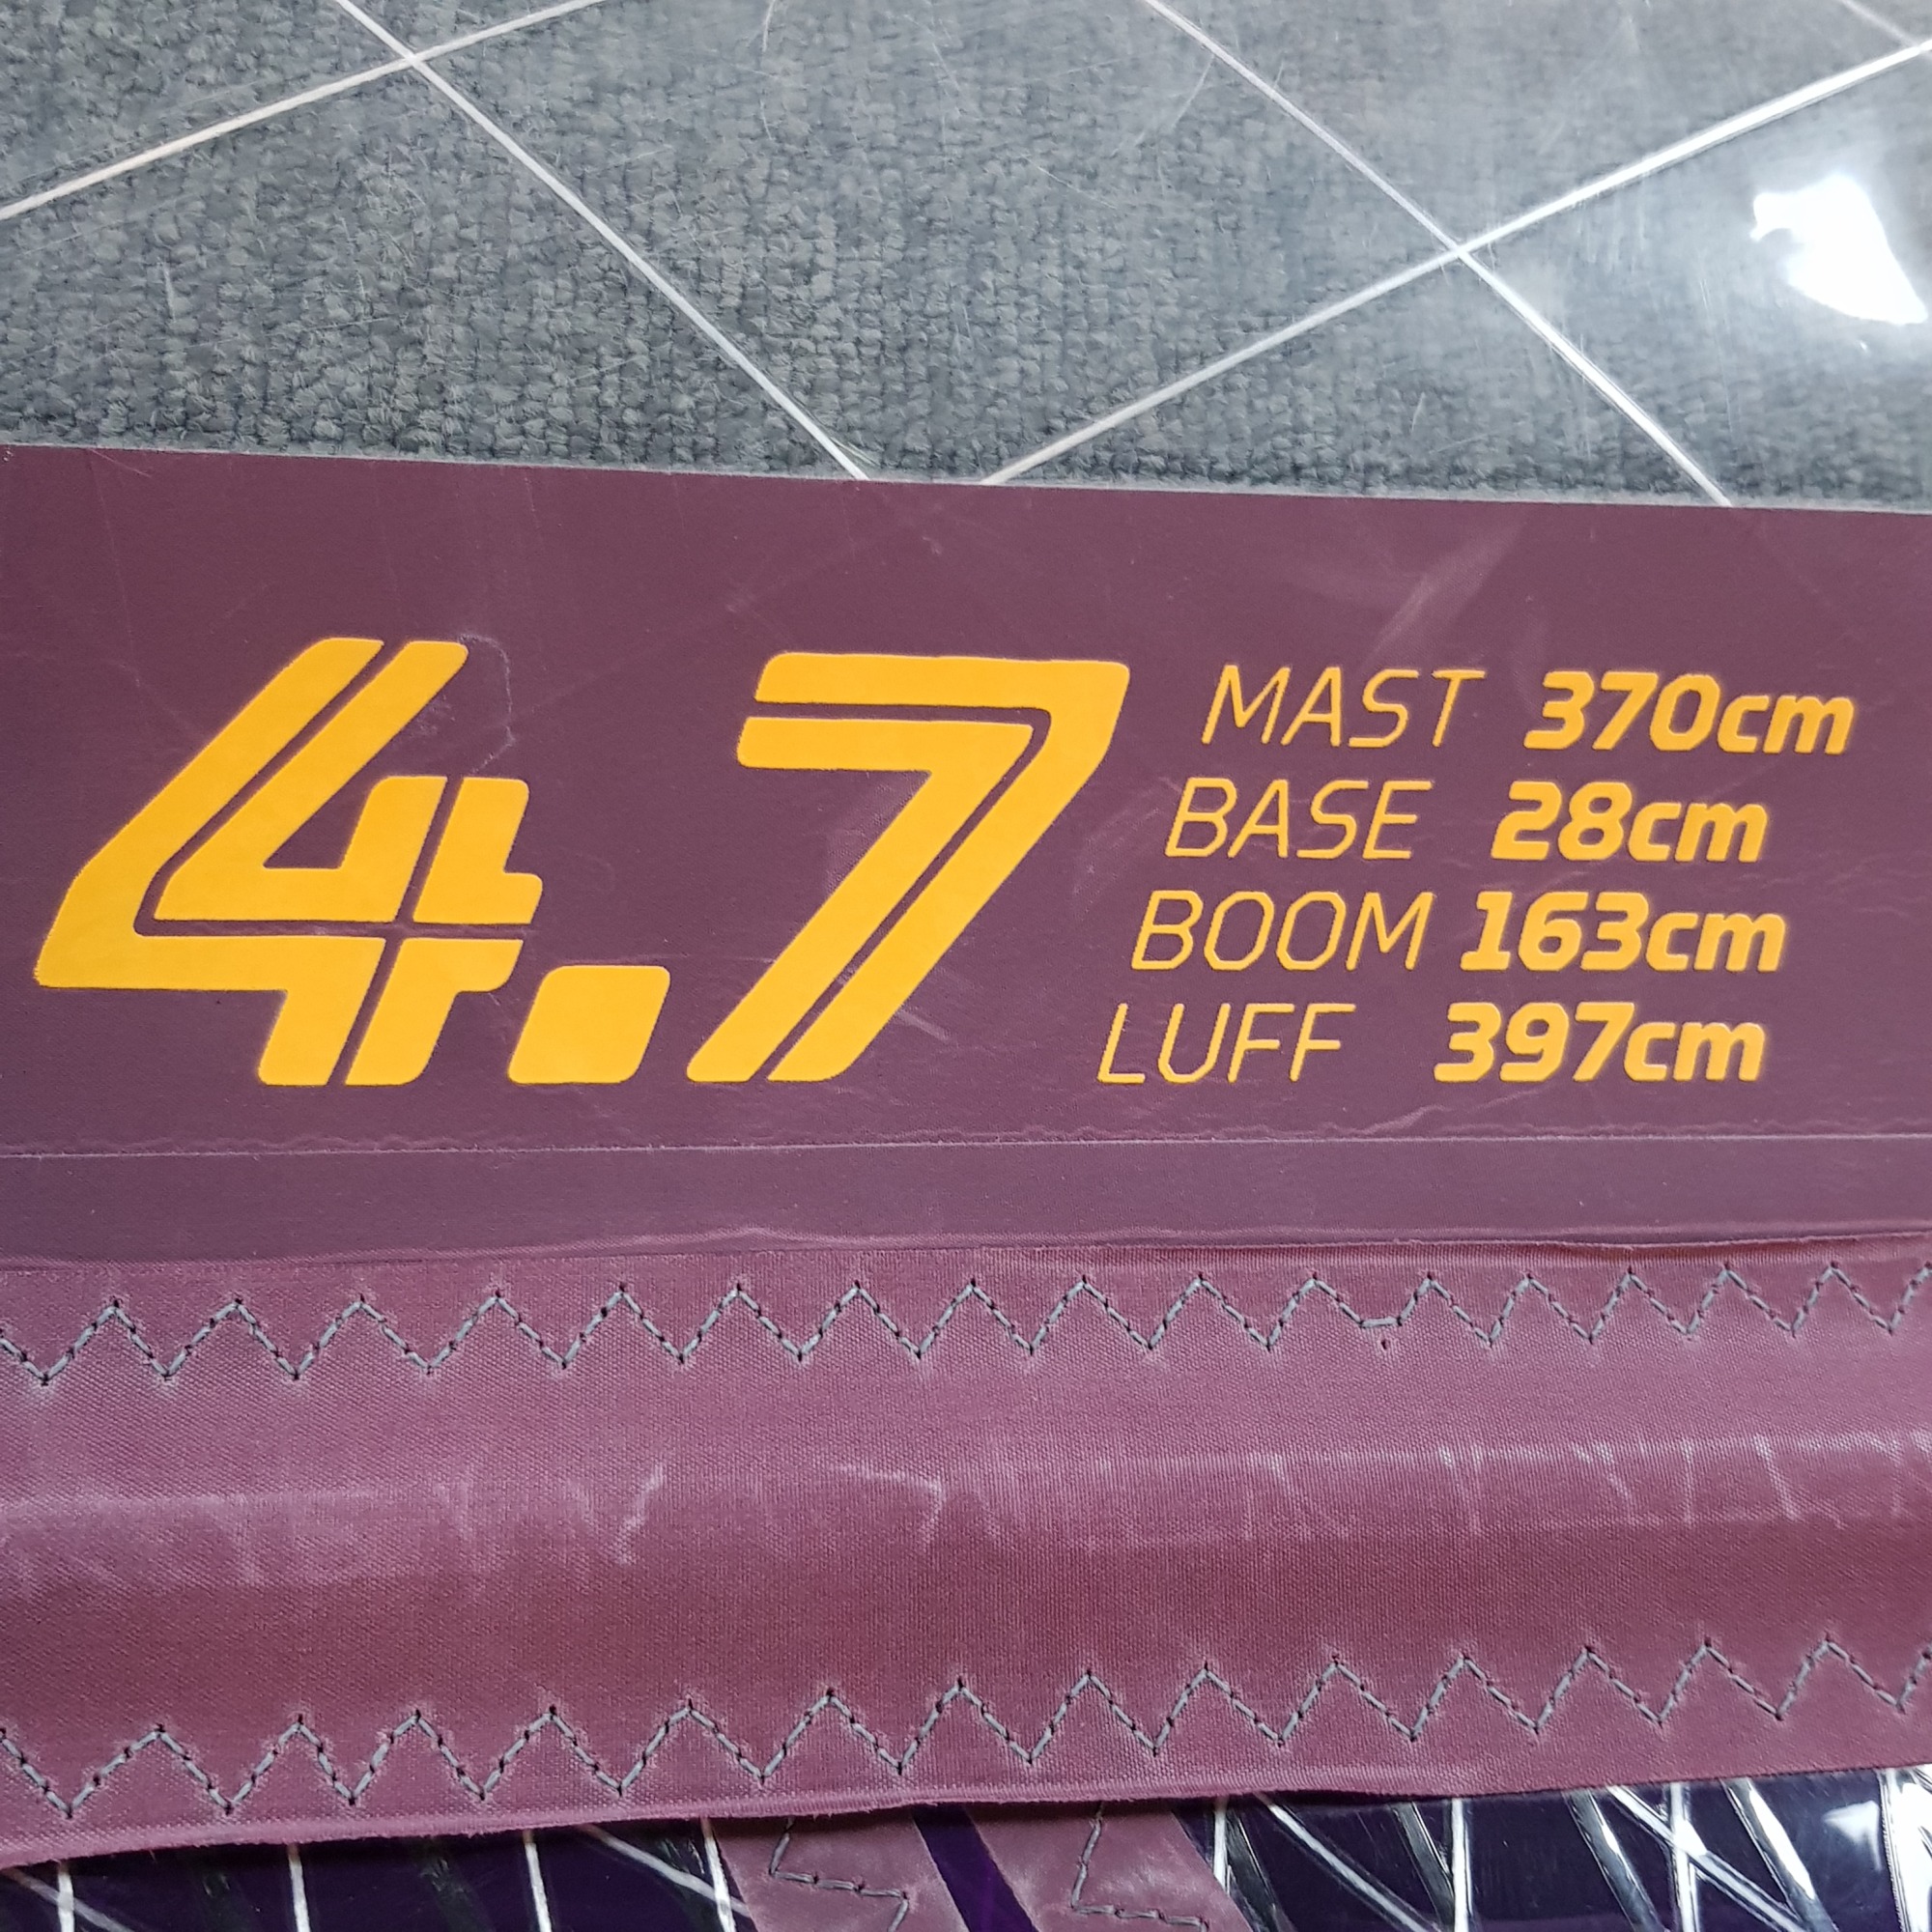 4.7
MAST 370cm
BASE 28cm
BOOM 163cm
LUFF 397cm